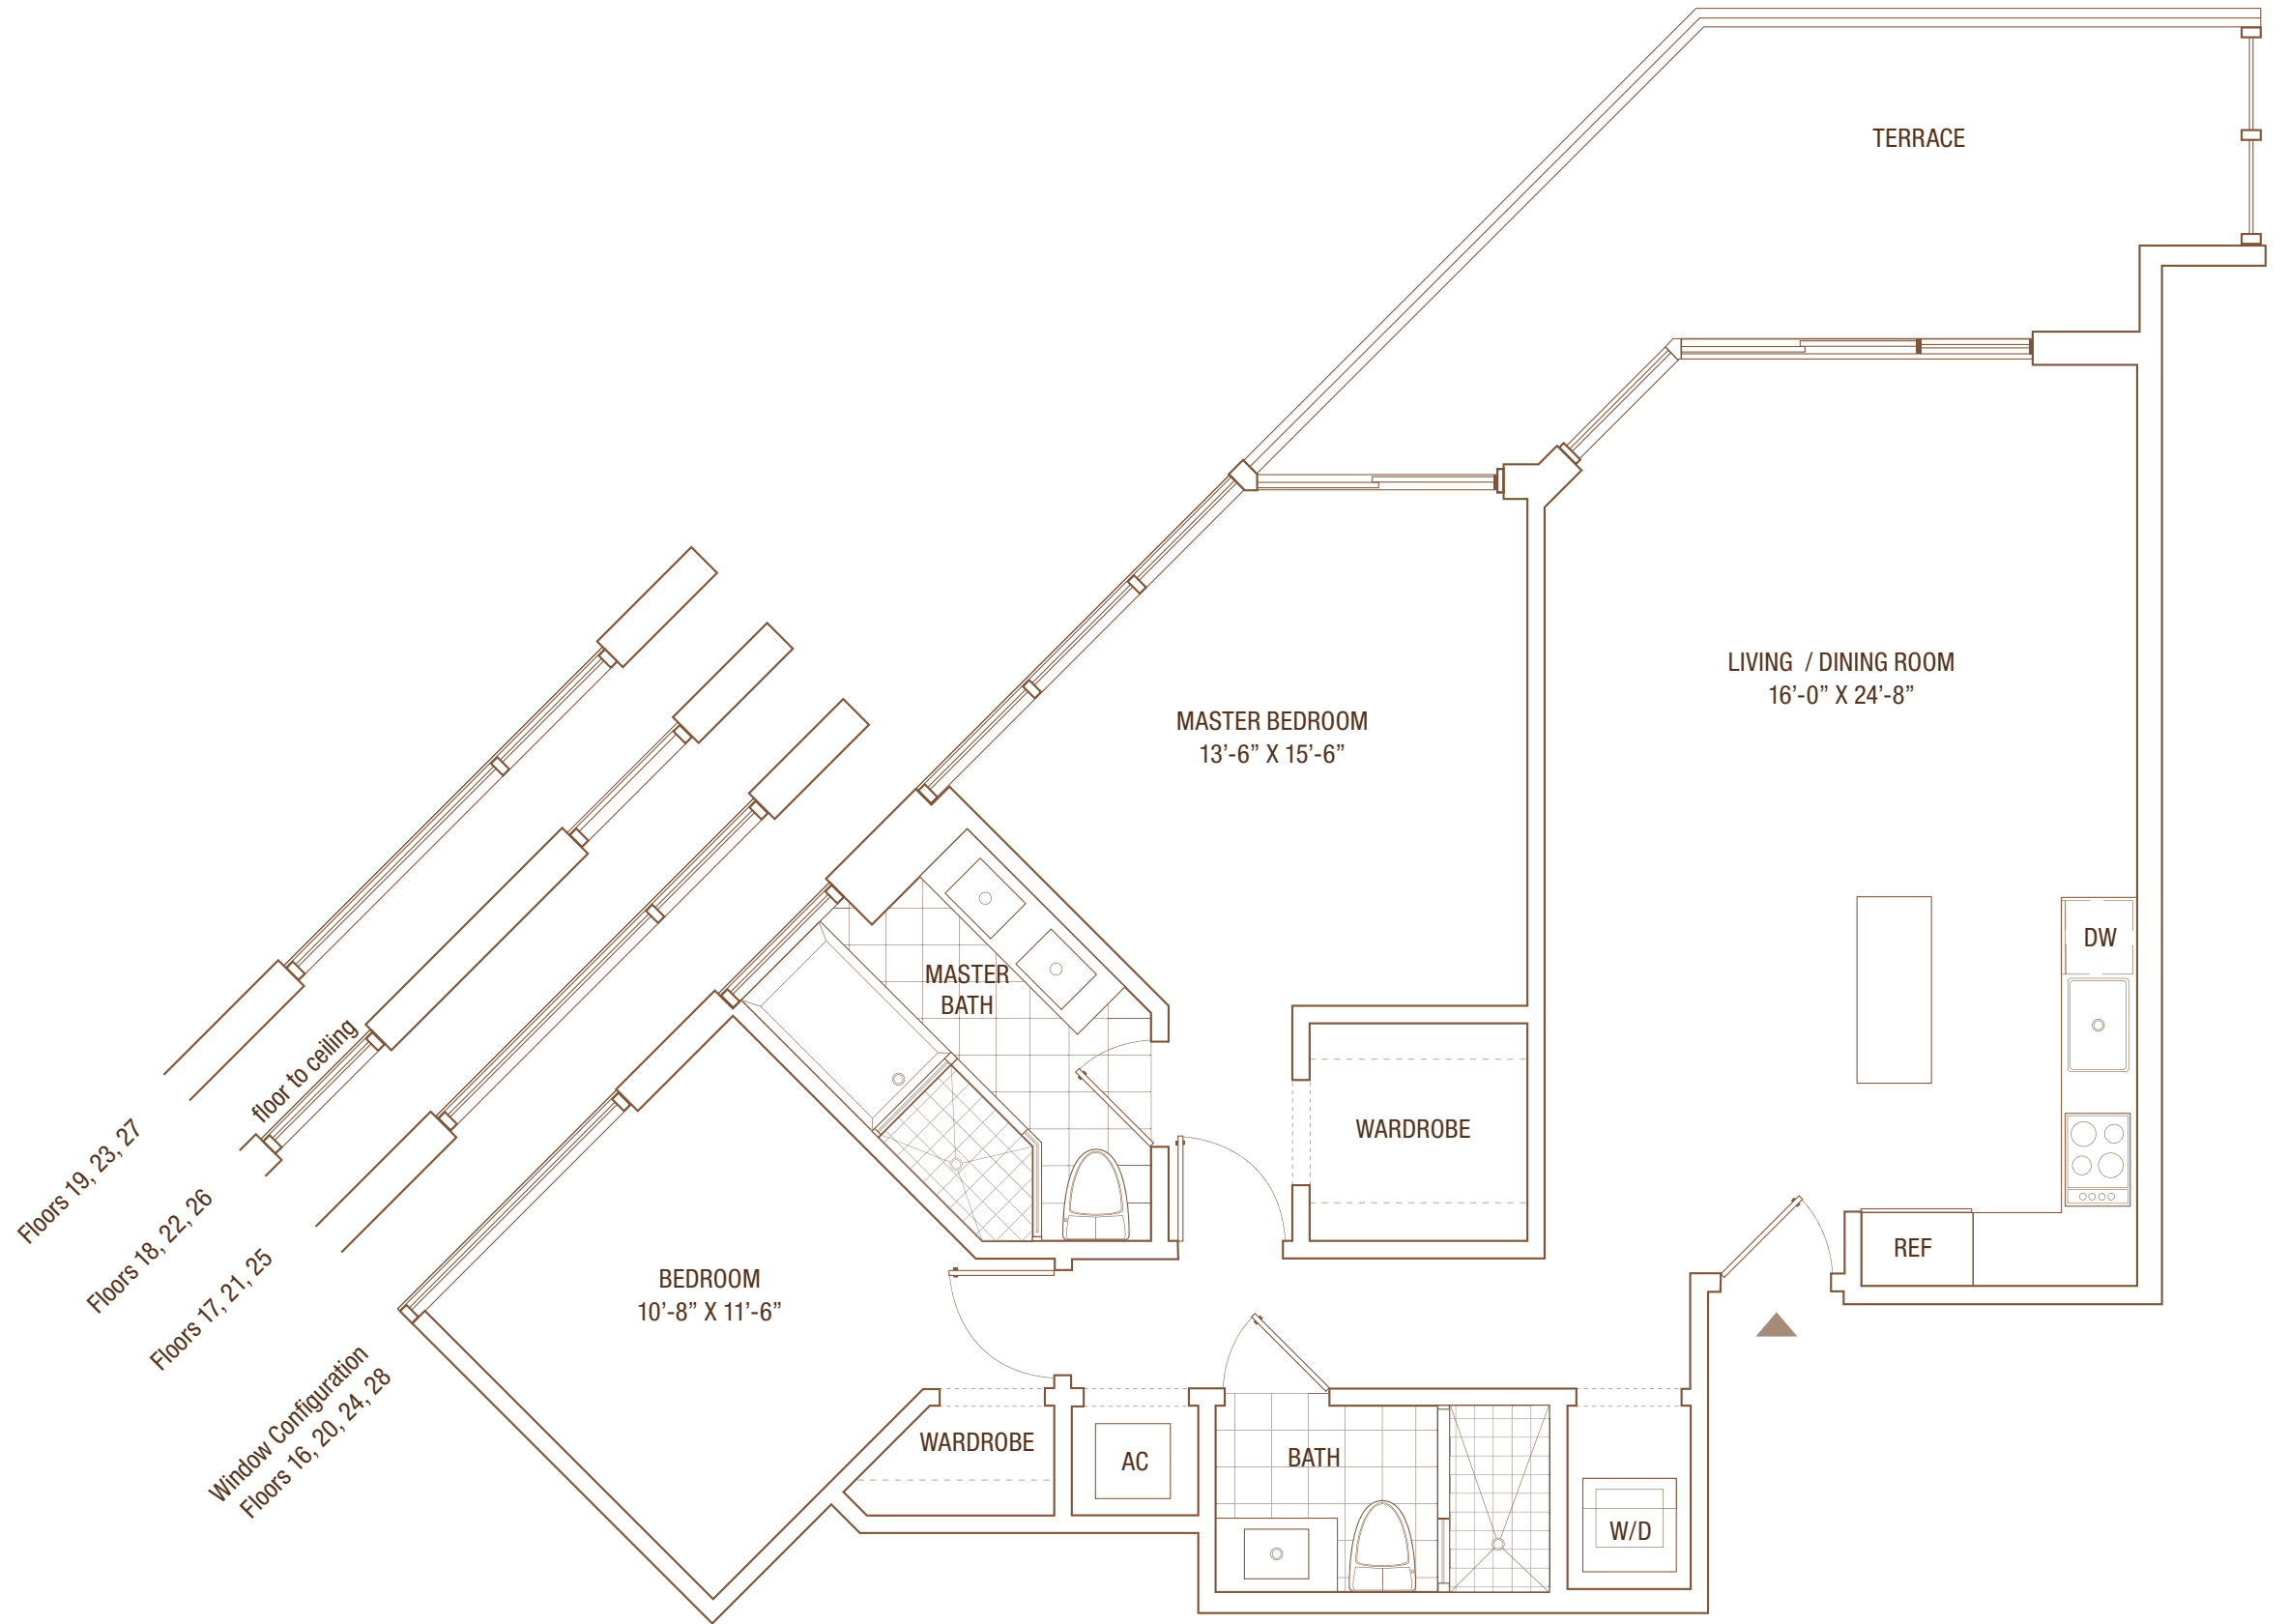 TERRACE
LIVING / DINING ROOM
16’-0” X 24’-8”
MASTER BEDROOM
13’-6” X 15’-6”
DW
MASTER
BATH
WARDROBE
REF
BEDROOM
10’-8” X 11’-6”
WARDROBE
AC
BATH
W/D
floor to ceiling
Floors 19, 23, 27
Floors 18, 22, 26
Floors 17, 21, 25
Window Configuration
Floors 16, 20, 24, 28